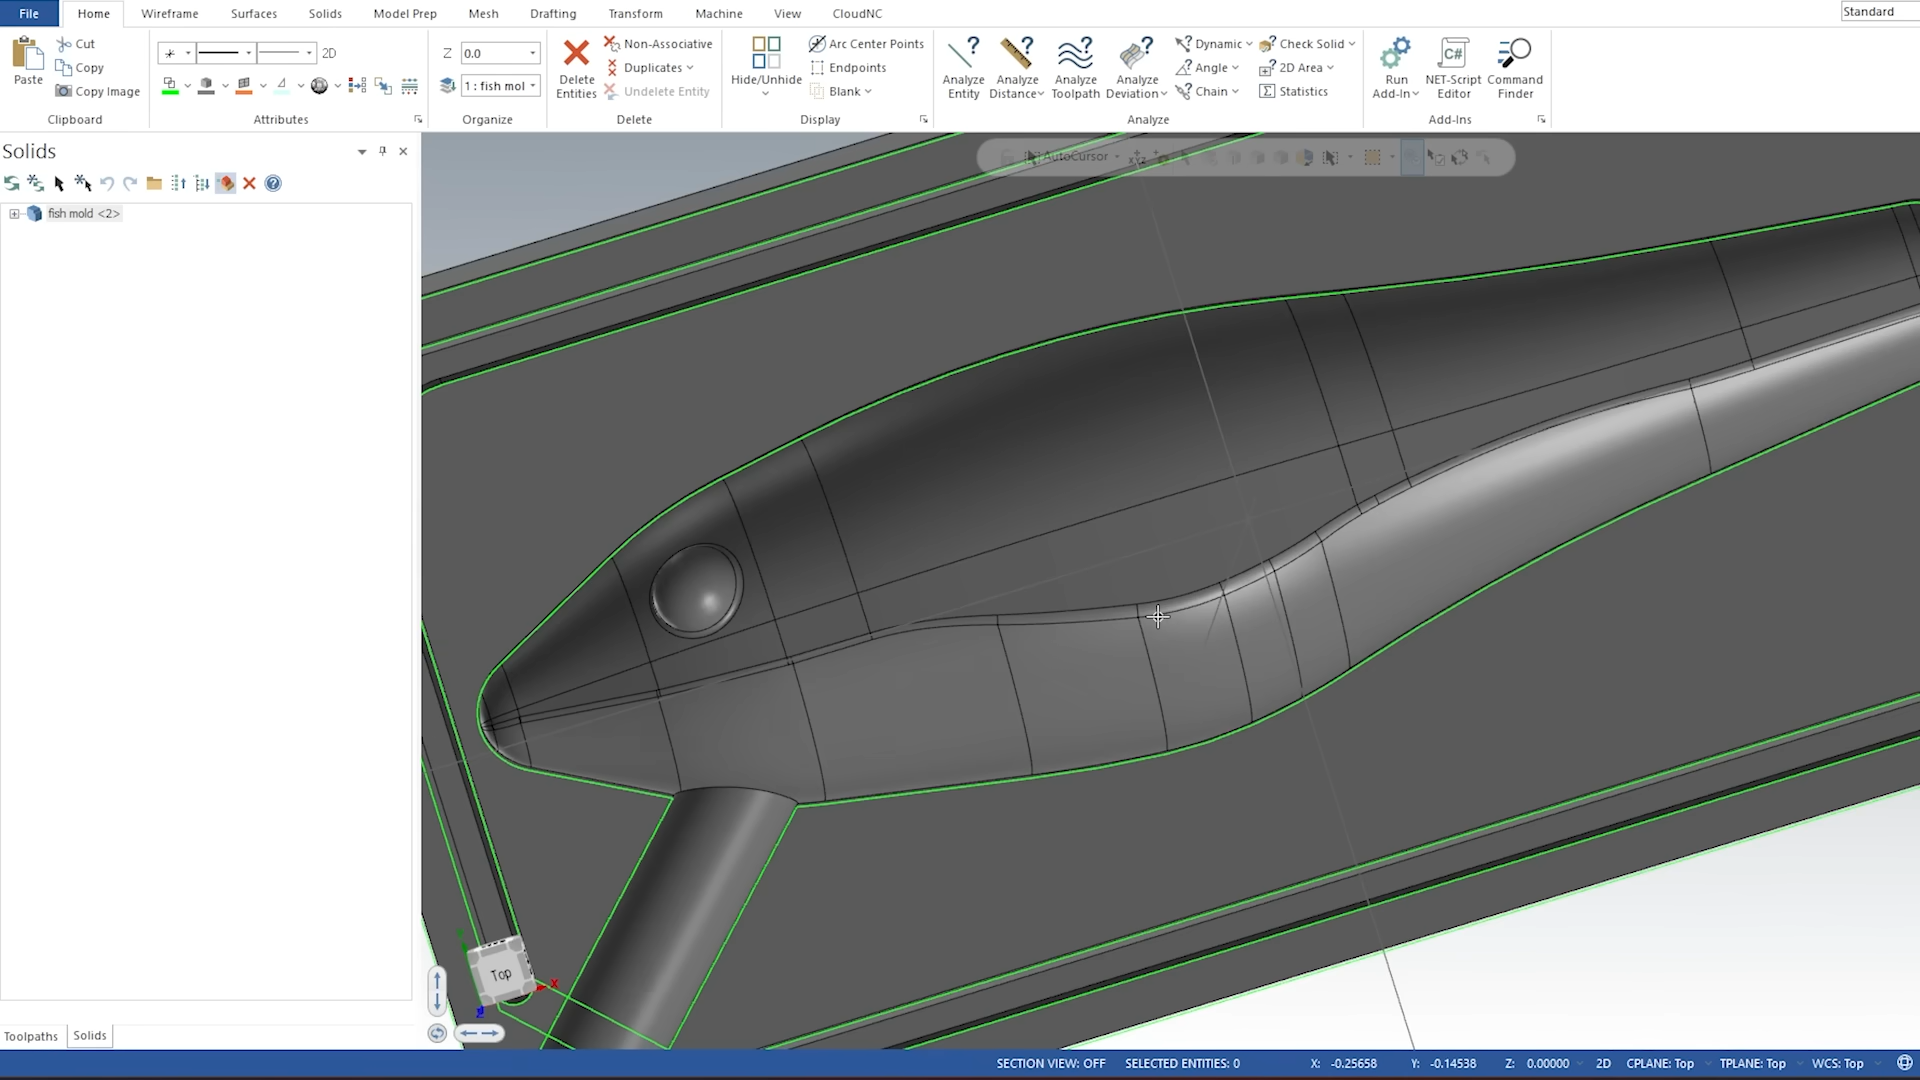 File Home Wireframe Surfaces Solids Model Prep Mesh Drafting Transform Machine View CloudNC Standard
Paste
Cut
Copy
Copy Image
Clipboard
2D
Attributes
Z 0.0
1 : fish mol
Organize
Delete Entities
Non-Associative
Duplicates
Undelete Entity
Delete
Hide/Unhide
Arc Center Points
Endpoints
Blank
Display
Analyze Entity
Analyze Distance
Analyze Toolpath
Analyze Deviation
Dynamic
Angle
Chain
Check Solid
2D Area
Statistics
Analyze
Run Add-In
C#
NET-Script Editor
Command Finder
Add-Ins
Solids
fish mold <2>
AutoCursor
Top
X
Toolpaths Solids
SECTION VIEW: OFF SELECTED ENTITIES: 0 X: -0.25658 Y: -0.14538 Z: 0.00000 2D CPLANE: Top TPLANE: Top WCS: Top